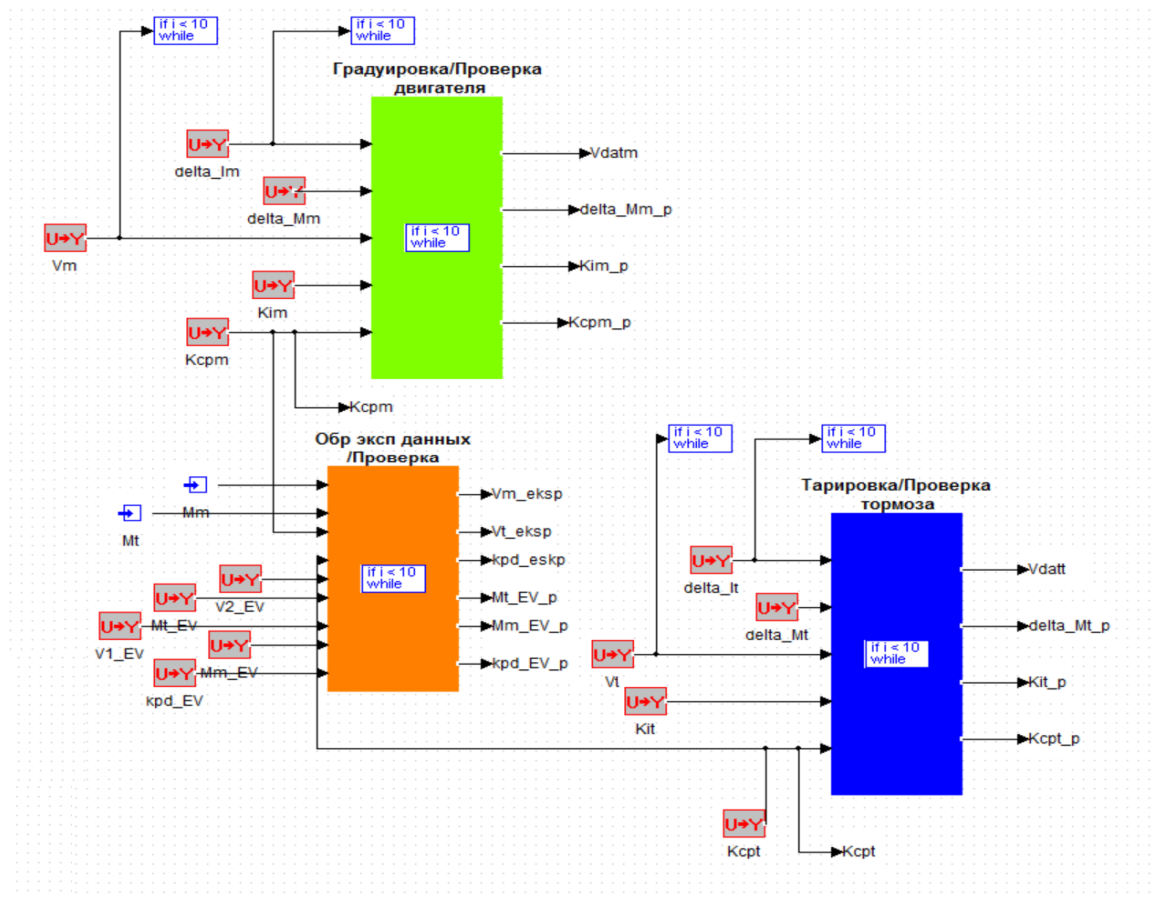 if i < 10
while
if i < 10
while
Градуировка/Проверка
двигателя
U→Y
delta_Im
U→Y
delta_Mm
U→Y
Vm
if i < 10
while
U→Y
Kim
U→Y
Kcpm
Vdatm
delta_Mm_p
Kim_p
Kcpm_p
Kcpm
Обр эксп данных
/Проверка
Mm
Mt
if i < 10
while
U→Y
V2_EV
U→Y
Mt_EV
U→Y
V1_EV
U→Y
Mm_EV
U→Y
kpd_EV
Vm_eksp
Vt_eksp
kpd_eskp
Mt_EV_p
Mm_EV_p
kpd_EV_p
if i < 10
while
if i < 10
while
Тарировка/Проверка
тормоза
U→Y
delta_It
U→Y
delta_Mt
U→Y
Vt
if i < 10
while
U→Y
Kit
Vdatt
delta_Mt_p
Kit_p
Kcpt_p
U→Y
Kcpt
Kcpt